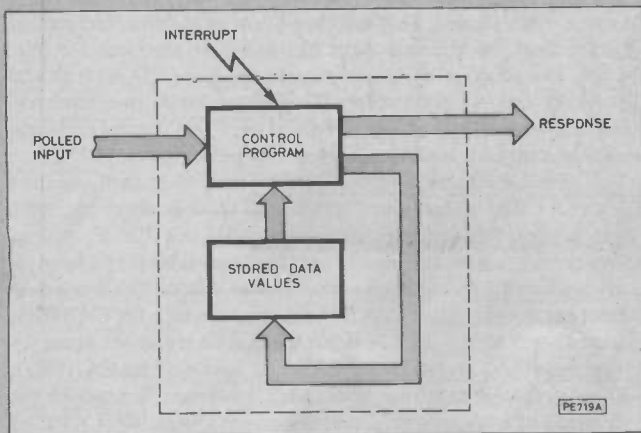 INTERRUPT
POLLED
INPUT
CONTROL
PROGRAM
RESPONSE
STORED DATA
VALUES
PE719A